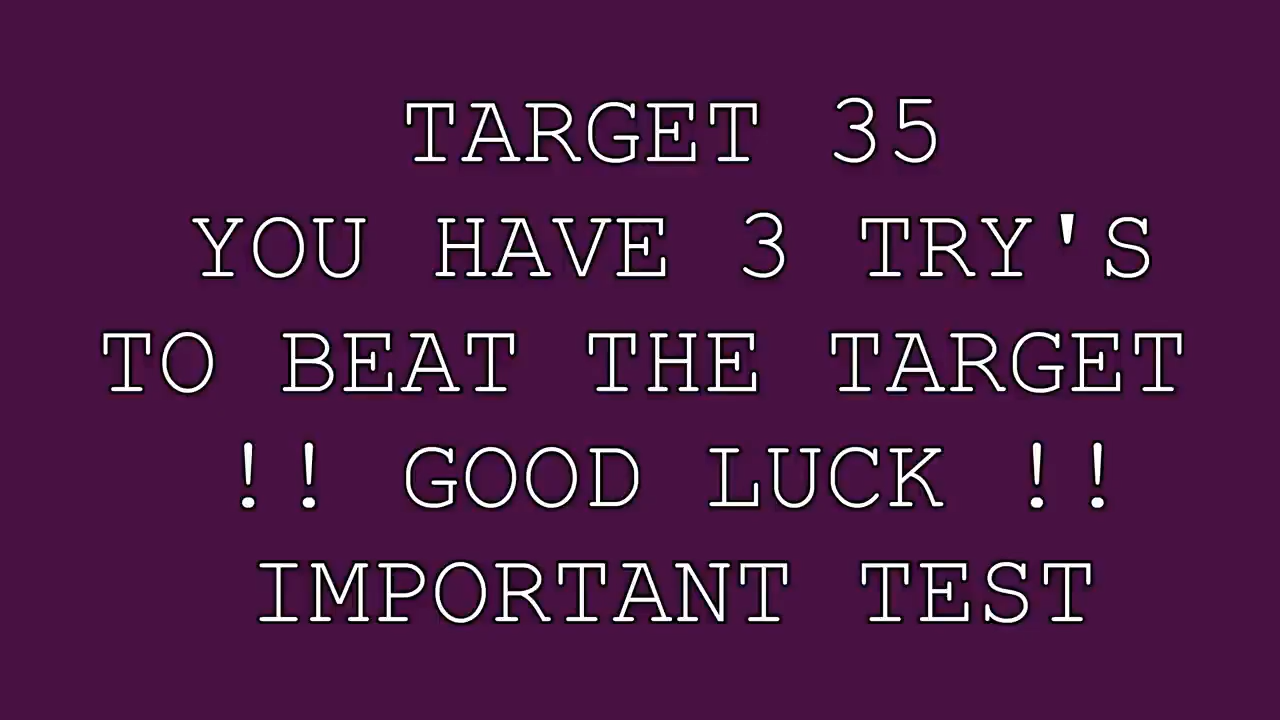 TARGET 35
YOU HAVE 3 TRY'S
TO BEAT THE TARGET
!! GOOD LUCK !!
IMPORTANT TEST